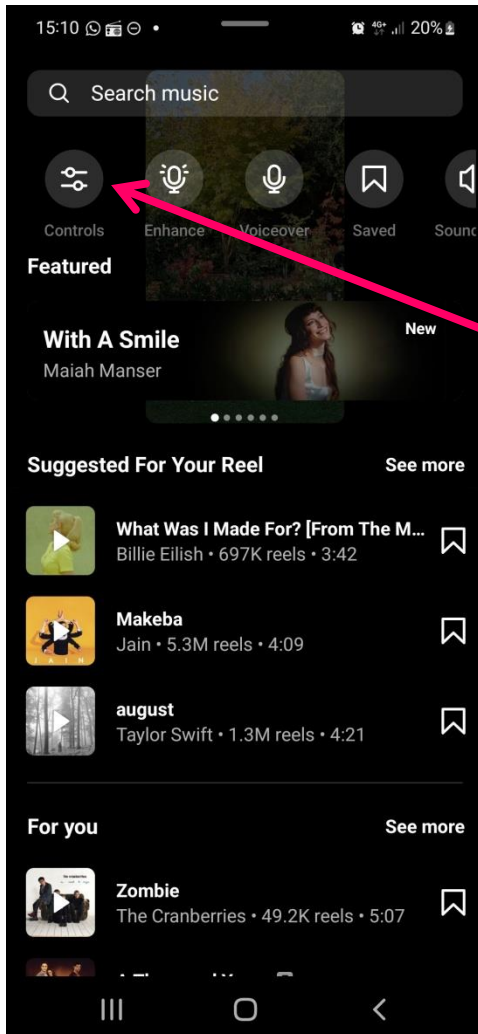 15:10
4G+
20%
Search music
Controls
Enhance
Voiceover
Saved
Sound
Featured
With A Smile
Maiah Manser
New
Suggested For Your Reel
See more
What Was I Made For? [From The M...
Billie Eilish • 697K reels • 3:42
Makeba
Jain • 5.3M reels • 4:09
JAIN
august
Taylor Swift • 1.3M reels • 4:21
For you
See more
Zombie
The Cranberries • 49.2K reels • 5:07